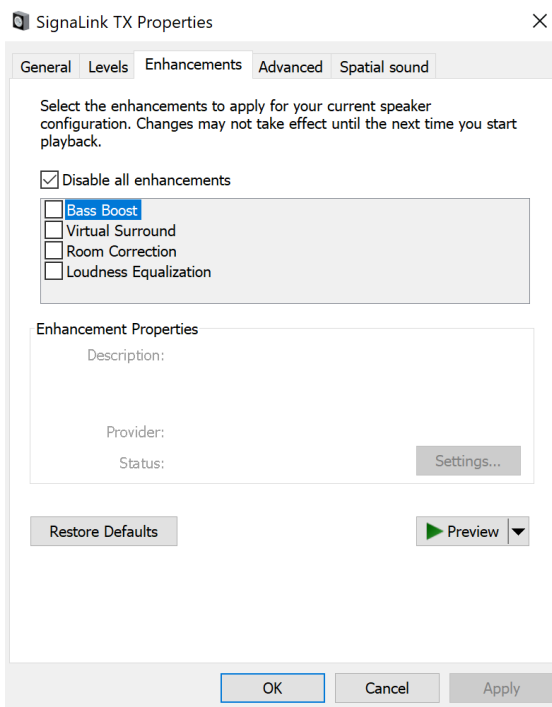 SignaLink TX Properties
General Levels Enhancements Advanced Spatial sound
Select the enhancements to apply for your current speaker
configuration. Changes may not take effect until the next time you start
playback.
Disable all enhancements
Bass Boost
Virtual Surround
Room Correction
Loudness Equalization
Enhancement Properties
Description:
Provider:
Status:
Settings...
Restore Defaults
Preview
OK
Cancel
Apply